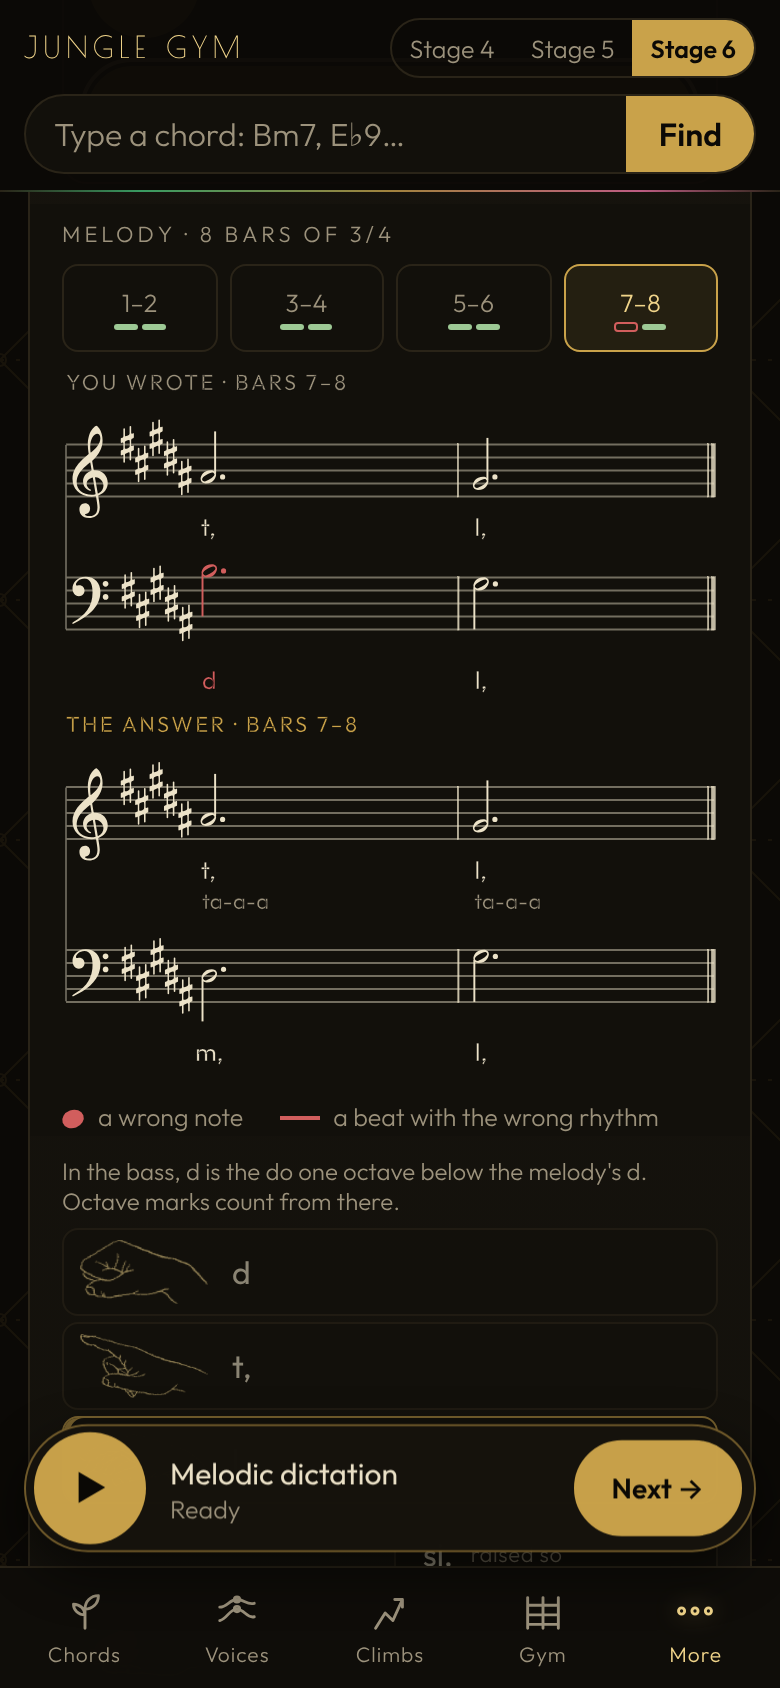 JUNGLE GYM
Stage 4 Stage 5 Stage 6
Type a chord: Bm7, E♭9...
Find
MELODY · 8 BARS OF 3/4
1–2 3–4 5–6 7–8
YOU WROTE · BARS 7–8
t, l,
d l,
THE ANSWER · BARS 7–8
t, l,
ta-a-a ta-a-a
m, l,
a wrong note a beat with the wrong rhythm
In the bass, d is the do one octave below the melody's d.
Octave marks count from there.
d
t,
Melodic dictation
Ready
Next →
si, raised so
Chords Voices Climbs Gym More